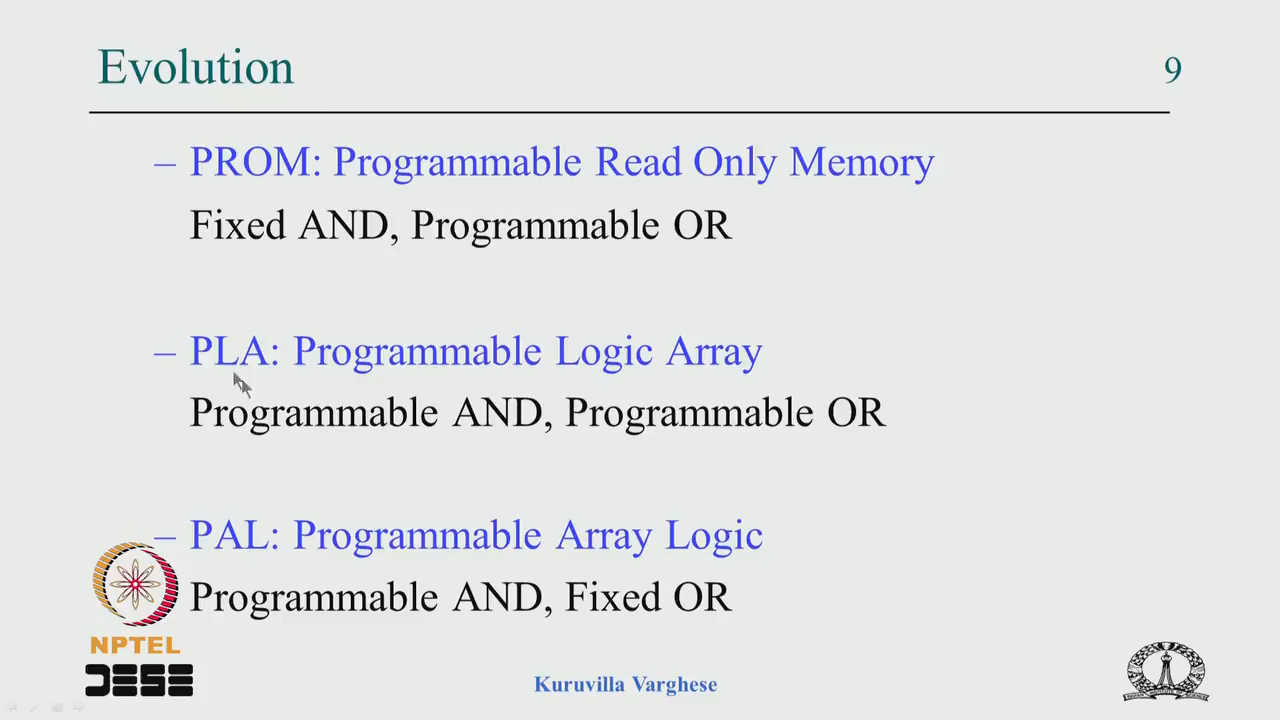 Evolution
9
– PROM: Programmable Read Only Memory
Fixed AND, Programmable OR
– PLA: Programmable Logic Array
Programmable AND, Programmable OR
– PAL: Programmable Array Logic
Programmable AND, Fixed OR
NPTEL
DESE
Kuruvilla Varghese